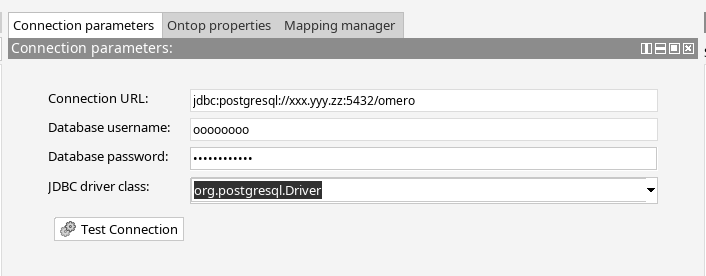 Connection parameters Ontop properties Mapping manager
Connection parameters:
Connection URL: jdbc:postgresql://xxx.yyy.zz:5432/omero
Database username: oooooooo
Database password: ••••••••••••
JDBC driver class: org.postgresql.Driver
Test Connection